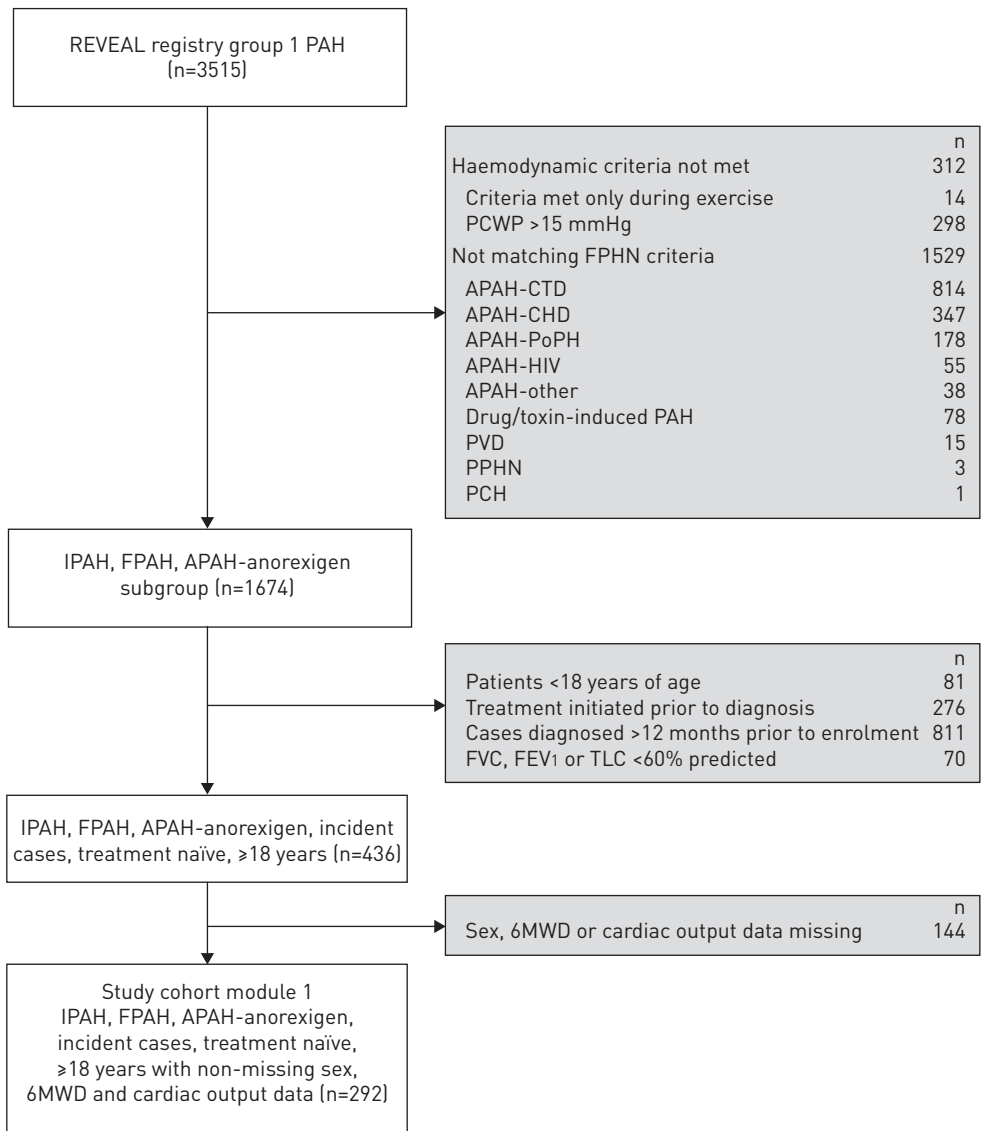 REVEAL registry group 1 PAH
(n=3515)
n
Haemodynamic criteria not met 312
Criteria met only during exercise 14
PCWP >15 mmHg 298
Not matching FPHN criteria 1529
APAH-CTD 814
APAH-CHD 347
APAH-PoPH 178
APAH-HIV 55
APAH-other 38
Drug/toxin-induced PAH 78
PVD 15
PPHN 3
PCH 1
IPAH, FPAH, APAH-anorexigen
subgroup (n=1674)
n
Patients <18 years of age 81
Treatment initiated prior to diagnosis 276
Cases diagnosed >12 months prior to enrolment 811
FVC, FEV1 or TLC <60% predicted 70
IPAH, FPAH, APAH-anorexigen, incident
cases, treatment naïve, ⩾18 years (n=436)
n
Sex, 6MWD or cardiac output data missing 144
Study cohort module 1
IPAH, FPAH, APAH-anorexigen,
incident cases, treatment naïve,
⩾18 years with non-missing sex,
6MWD and cardiac output data (n=292)